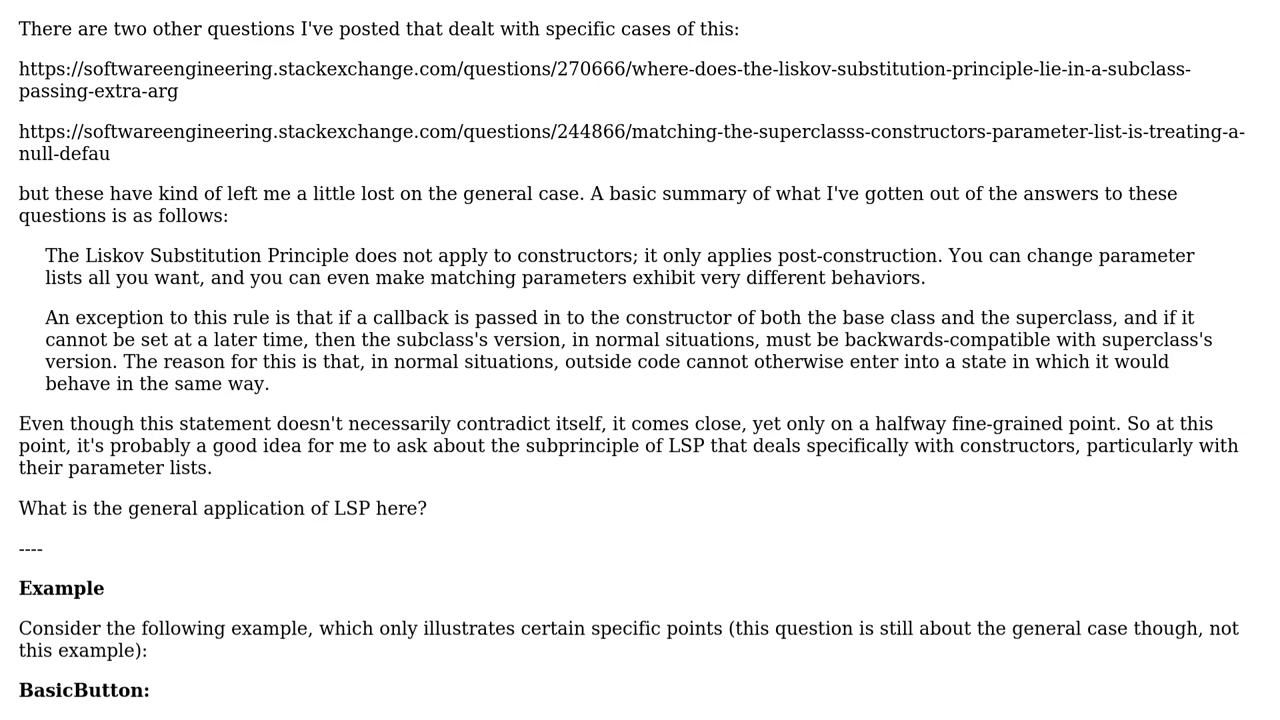 There are two other questions I've posted that dealt with specific cases of this:
https://softwareengineering.stackexchange.com/questions/270666/where-does-the-liskov-substitution-principle-lie-in-a-subclass-
passing-extra-arg
https://softwareengineering.stackexchange.com/questions/244866/matching-the-superclasss-constructors-parameter-list-is-treating-a-
null-defau
but these have kind of left me a little lost on the general case. A basic summary of what I've gotten out of the answers to these
questions is as follows:
The Liskov Substitution Principle does not apply to constructors; it only applies post-construction. You can change parameter
lists all you want, and you can even make matching parameters exhibit very different behaviors.
An exception to this rule is that if a callback is passed in to the constructor of both the base class and the superclass, and if it
cannot be set at a later time, then the subclass's version, in normal situations, must be backwards-compatible with superclass's
version. The reason for this is that, in normal situations, outside code cannot otherwise enter into a state in which it would
behave in the same way.
Even though this statement doesn't necessarily contradict itself, it comes close, yet only on a halfway fine-grained point. So at this
point, it's probably a good idea for me to ask about the subprinciple of LSP that deals specifically with constructors, particularly with
their parameter lists.
What is the general application of LSP here?
----
Example
Consider the following example, which only illustrates certain specific points (this question is still about the general case though, not
this example):
BasicButton: